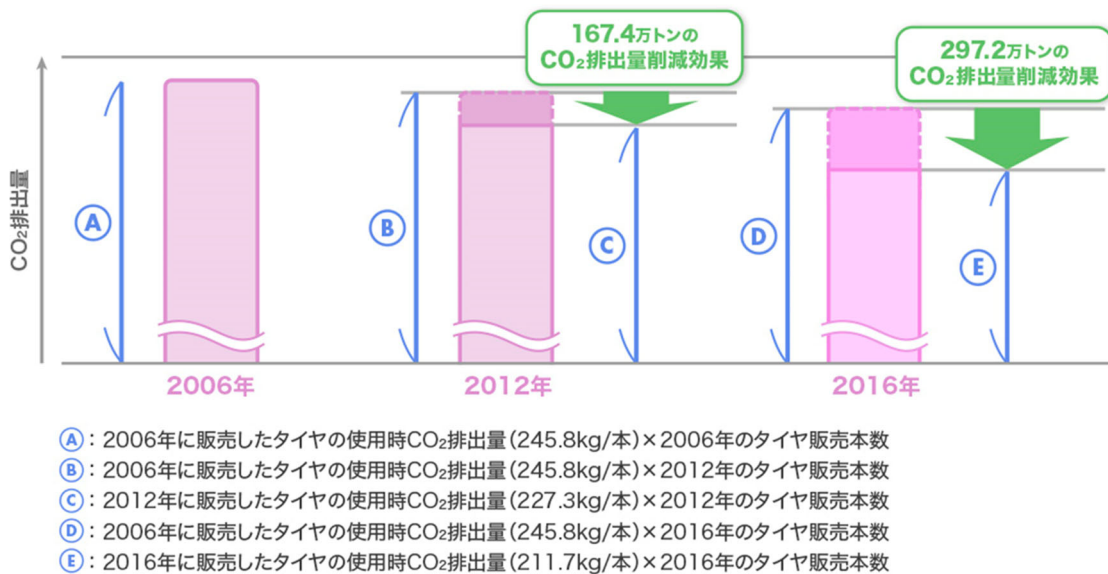 167.4万トンの
CO₂排出量削減効果
297.2万トンの
CO₂排出量削減効果
CO₂排出量
A
B
C
D
E
2006年
2012年
2016年
A：2006年に販売したタイヤの使用時CO₂排出量(245.8kg/本)×2006年のタイヤ販売本数
B：2006年に販売したタイヤの使用時CO₂排出量(245.8kg/本)×2012年のタイヤ販売本数
C：2012年に販売したタイヤの使用時CO₂排出量(227.3kg/本)×2012年のタイヤ販売本数
D：2006年に販売したタイヤの使用時CO₂排出量(245.8kg/本)×2016年のタイヤ販売本数
E：2016年に販売したタイヤの使用時CO₂排出量(211.7kg/本)×2016年のタイヤ販売本数